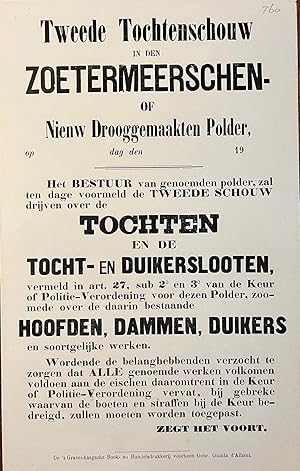 760
Tweede Tochtenschouw
IN DEN
ZOETERMEERSCHEN-
OF
Nieuw Drooggemaakten Polder,
op dag den 19
Het BESTUUR van genoemden polder, zal
ten dage voormeld de TWEEDE SCHOUW
drijven over de
TOCHTEN
EN DE
TOCHT- EN DUIKERSLOOTEN,
vermeld in art. 27, sub 2° en 3° van de Keur
of Politie-Verordening voor dezen Polder, zoo-
mede over de daarin bestaande
HOOFDEN, DAMMEN, DUIKERS
en soortgelijke werken.
Wordende de belanghebbenden verzocht te
zorgen dat ALLE genoemde werken volkomen
voldoen aan de eischen daaromtrent in de Keur
of Politie-Verordening vervat, bij gebreke
waarvan de boeten en straffen bij de Keur be-
dreigd, zullen moeten worden toegepast.
ZEGT HET VOORT.
De 's Gravenhaagsche Boek- en Handelsdrukkerij voorheen Gebr. Giunta d'Albani.